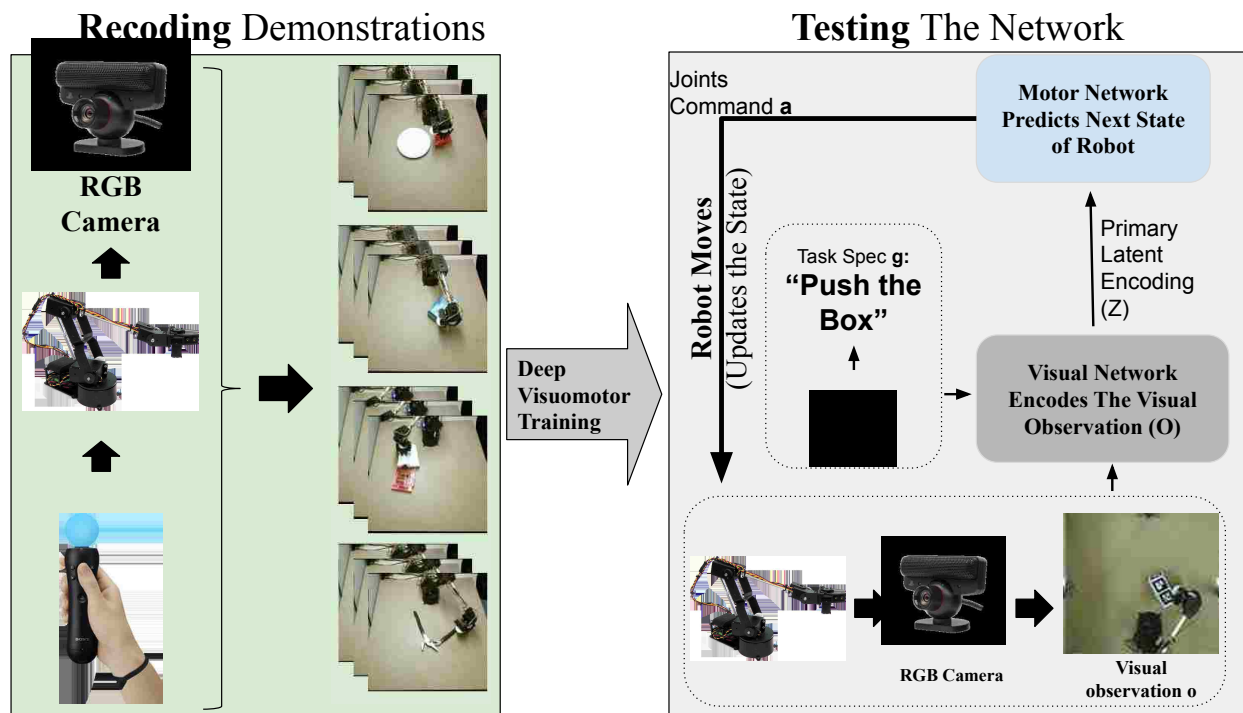 Recoding Demonstrations
RGB
Camera
Deep
Visuomotor
Training
Testing The Network
Joints
Command a
Motor Network
Predicts Next State
of Robot
Robot Moves
(Updates the State)
Primary
Latent
Encoding
(Z)
Task Spec g:
“Push the
Box”
Visual Network
Encodes The Visual
Observation (O)
RGB Camera
Visual
observation o